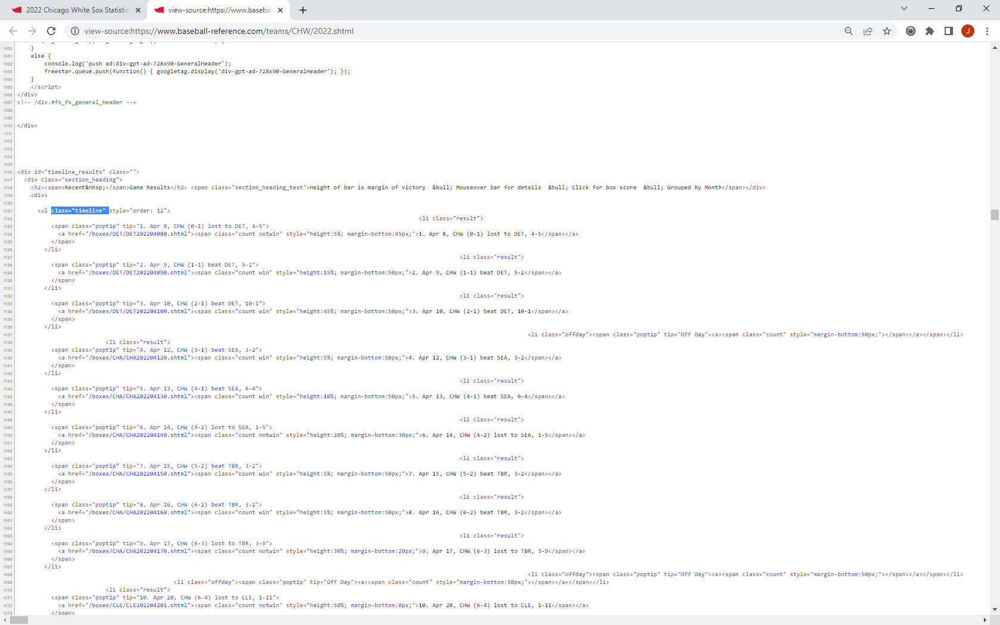 2022 Chicago White Sox Statistic
view-source:https://www.baseba
view-source:https://www.baseball-reference.com/teams/CHW/2022.shtml
J
1100 }
1101 else {
1102 console.log('push ad:div-gpt-ad-728x90-GeneralHeader');
1103 freestar.queue.push(function() { googletag.display('div-gpt-ad-728x90-GeneralHeader'); });
1104 }
1105 </script>
1106 </div>
1107 <!-- /div.#fs_fs_general_header -->
1108
1109
1110 </div>
1111
1112
1113
1114
1115
1116 <div id="timeline_results" class="">
1117 <div class="section_heading">
1118 <h2><span>Recent&nbsp;</span>Game Results</h2> <span class="section_heading_text">Height of bar is margin of victory &bull; Mouseover bar for details &bull; Click for box score &bull; Grouped by Month</span></div>
1119 <div>
1120
1121 <ul class="timeline" style="order: 12">
1122 <li class="result">
1123 <span class="poptip" tip="1. Apr 8, CHW (0-1) lost to DET, 4-5">
1124 <a href="/boxes/DET/DET202204080.shtml"><span class="count notwin" style="height:5%; margin-bottom:45px;">1. Apr 8, CHW (0-1) lost to DET, 4-5</span></a>
1125 </span>
1126 </li>
1127 <li class="result">
1128 <span class="poptip" tip="2. Apr 9, CHW (1-1) beat DET, 5-2">
1129 <a href="/boxes/DET/DET202204090.shtml"><span class="count win" style="height:15%; margin-bottom:50px;">2. Apr 9, CHW (1-1) beat DET, 5-2</span></a>
1130 </span>
1131 </li>
1132 <li class="result">
1133 <span class="poptip" tip="3. Apr 10, CHW (2-1) beat DET, 10-1">
1134 <a href="/boxes/DET/DET202204100.shtml"><span class="count win" style="height:45%; margin-bottom:50px;">3. Apr 10, CHW (2-1) beat DET, 10-1</span></a>
1135 </span>
1136 </li>
1137 <li class="offday"><span class="poptip" tip="Off Day"><a><span class="count" style="margin-bottom:50px;"></span></a></span></li>
1138 <li class="result">
1139 <span class="poptip" tip="4. Apr 12, CHW (3-1) beat SEA, 3-2">
1140 <a href="/boxes/CHA/CHA202204120.shtml"><span class="count win" style="height:5%; margin-bottom:50px;">4. Apr 12, CHW (3-1) beat SEA, 3-2</span></a>
1141 </span>
1142 </li>
1143 <li class="result">
1144 <span class="poptip" tip="5. Apr 13, CHW (4-1) beat SEA, 6-4">
1145 <a href="/boxes/CHA/CHA202204130.shtml"><span class="count win" style="height:10%; margin-bottom:50px;">5. Apr 13, CHW (4-1) beat SEA, 6-4</span></a>
1146 </span>
1147 </li>
1148 <li class="result">
1149 <span class="poptip" tip="6. Apr 14, CHW (4-2) lost to SEA, 1-5">
1150 <a href="/boxes/CHA/CHA202204140.shtml"><span class="count notwin" style="height:20%; margin-bottom:30px;">6. Apr 14, CHW (4-2) lost to SEA, 1-5</span></a>
1151 </span>
1152 </li>
1153 <li class="result">
1154 <span class="poptip" tip="7. Apr 15, CHW (5-2) beat TBR, 3-2">
1155 <a href="/boxes/CHA/CHA202204150.shtml"><span class="count win" style="height:5%; margin-bottom:50px;">7. Apr 15, CHW (5-2) beat TBR, 3-2</span></a>
1156 </span>
1157 </li>
1158 <li class="result">
1159 <span class="poptip" tip="8. Apr 16, CHW (6-2) beat TBR, 3-2">
1160 <a href="/boxes/CHA/CHA202204160.shtml"><span class="count win" style="height:5%; margin-bottom:50px;">8. Apr 16, CHW (6-2) beat TBR, 3-2</span></a>
1161 </span>
1162 </li>
1163 <li class="result">
1164 <span class="poptip" tip="9. Apr 17, CHW (6-3) lost to TBR, 3-9">
1165 <a href="/boxes/CHA/CHA202204170.shtml"><span class="count notwin" style="height:30%; margin-bottom:20px;">9. Apr 17, CHW (6-3) lost to TBR, 3-9</span></a>
1166 </span>
1167 </li>
1168 <li class="offday"><span class="poptip" tip="Off Day"><a><span class="count" style="margin-bottom:50px;"></span></a></span></li>
1169 <li class="offday"><span class="poptip" tip="Off Day"><a><span class="count" style="margin-bottom:50px;"></span></a></span></li>
1170 <li class="result">
1171 <span class="poptip" tip="10. Apr 20, CHW (6-4) lost to CLE, 1-11">
1172 <a href="/boxes/CLE/CLE202204201.shtml"><span class="count notwin" style="height:50%; margin-bottom:0px;">10. Apr 20, CHW (6-4) lost to CLE, 1-11</span></a>
1173 </span>